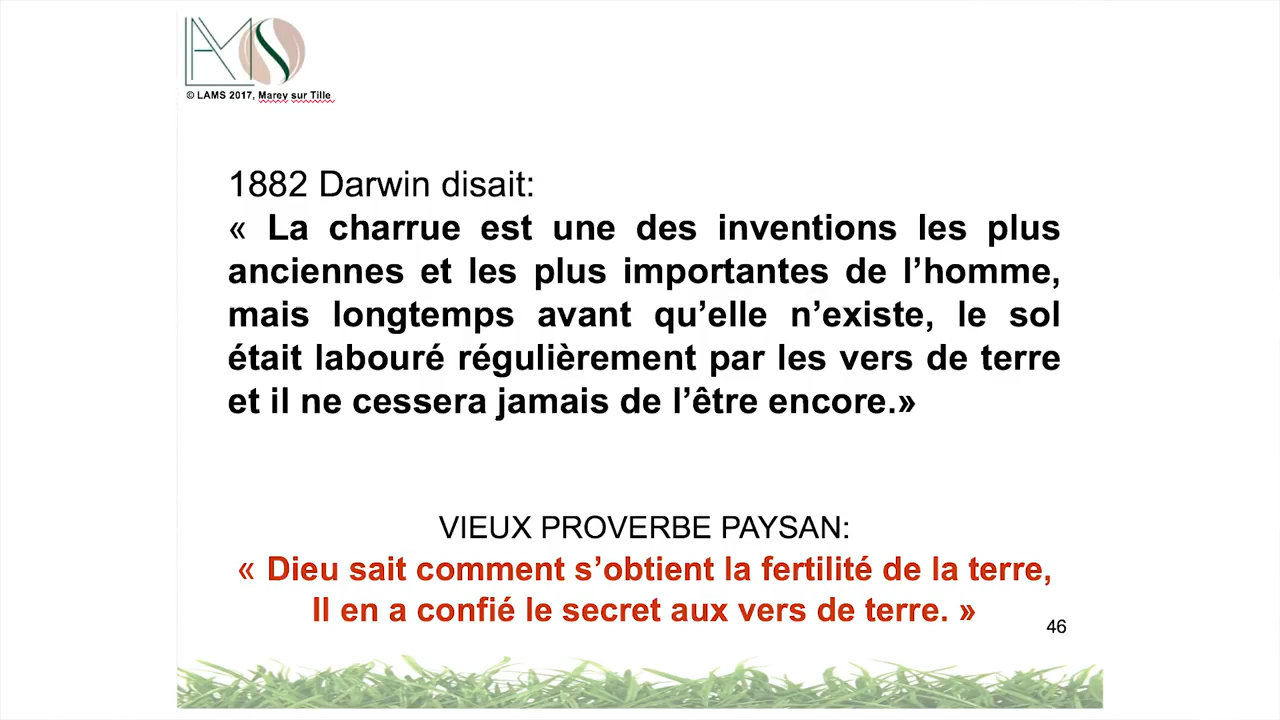 LAMS
© LAMS 2017, Marey sur Tille
1882 Darwin disait:
« La charrue est une des inventions les plus
anciennes et les plus importantes de l’homme,
mais longtemps avant qu’elle n’existe, le sol
était labouré régulièrement par les vers de terre
et il ne cessera jamais de l’être encore.»
VIEUX PROVERBE PAYSAN:
« Dieu sait comment s’obtient la fertilité de la terre,
Il en a confié le secret aux vers de terre. »
46